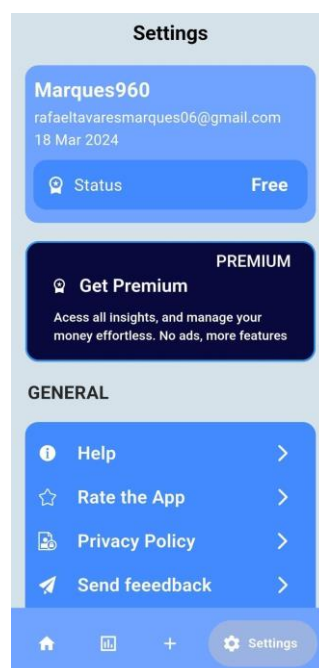 Settings
Marques960
rafaeltavaresmarques06@gmail.com
18 Mar 2024
Status Free
PREMIUM
Get Premium
Acess all insights, and manage your
money effortless. No ads, more features
GENERAL
Help
Rate the App
Privacy Policy
Send feeedback
Settings